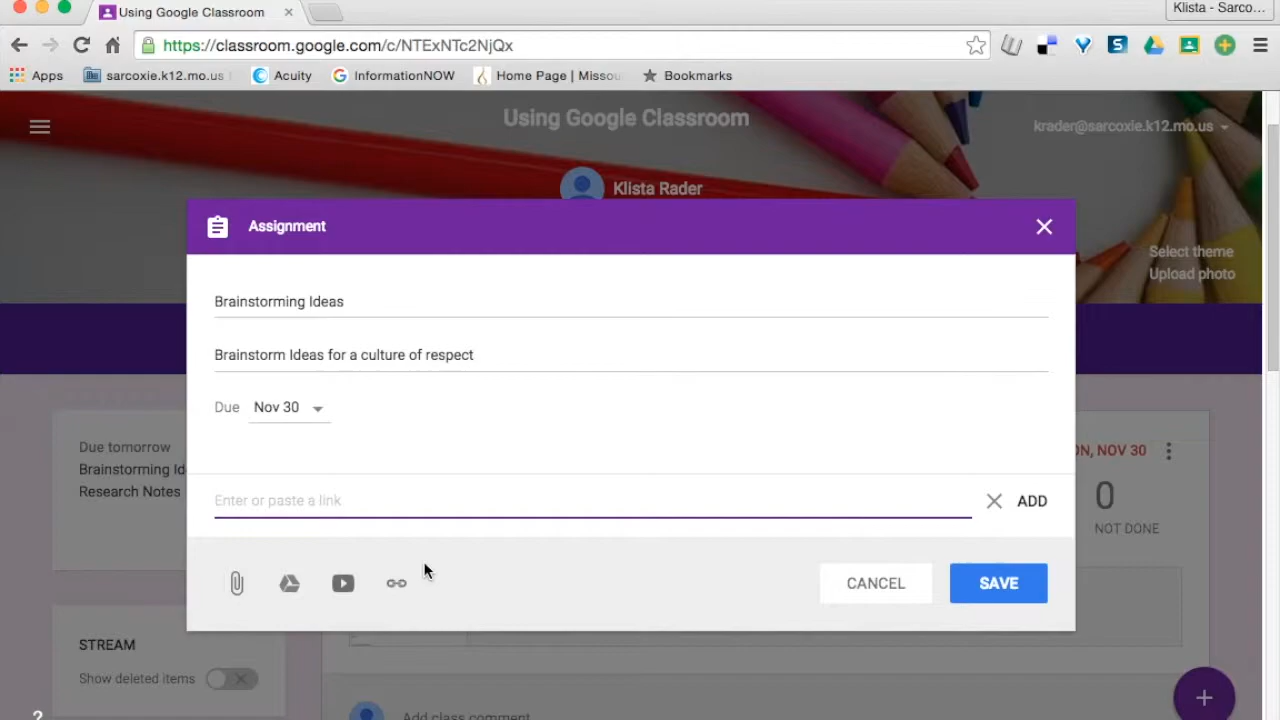 Using Google Classroom
Klista - Sarco...
https://classroom.google.com/c/NTExNTc2NjQx
Apps
sarcoxie.k12.mo.us
Acuity
InformationNOW
Home Page | Missou
Bookmarks
Using Google Classroom
krader@sarcoxie.k12.mo.us
Klista Rader
Assignment
Select theme
Upload photo
Brainstorming Ideas
Brainstorm Ideas for a culture of respect
Due Nov 30
Due tomorrow
Brainstorming Id
Research Notes
ON, NOV 30
0
NOT DONE
Enter or paste a link
ADD
CANCEL
SAVE
STREAM
Show deleted items
Add class comment
?